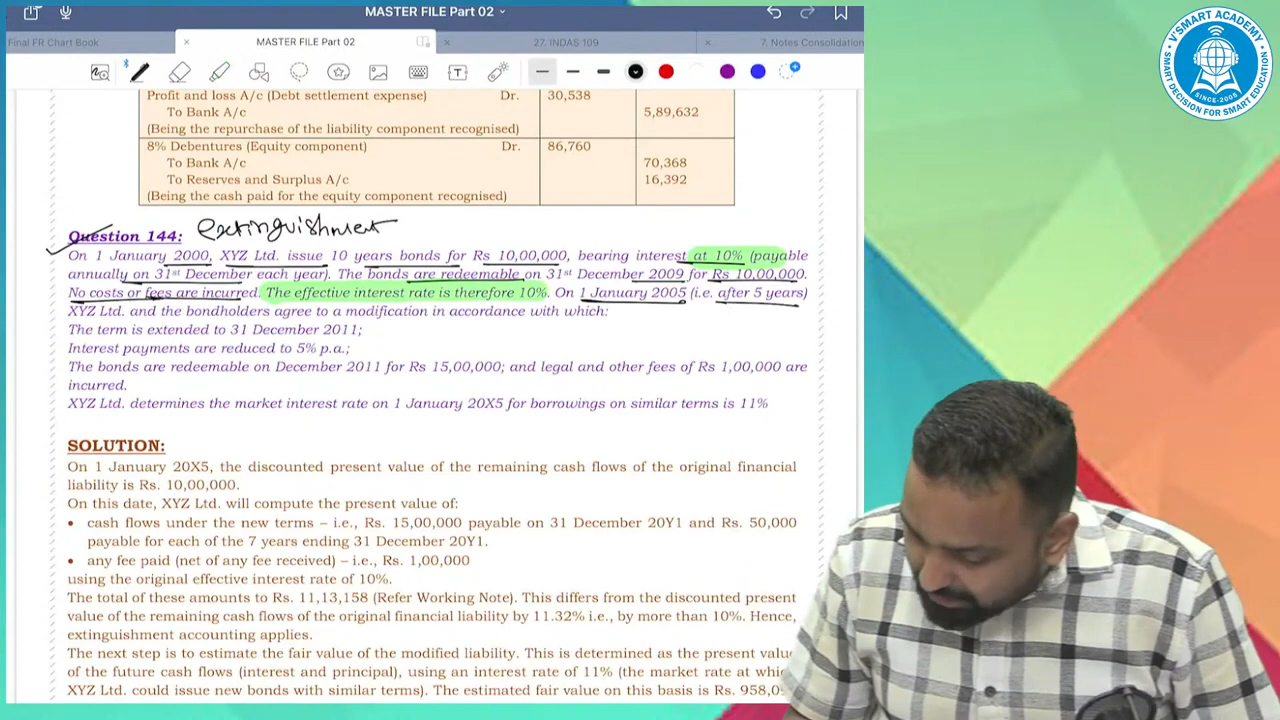 MASTER FILE Part 02
Final FR Chart Book
MASTER FILE Part 02
27. INDAS 109
7. Notes Consolidation
V'SMART ACADEMY
SMART DECISION FOR SMART EDUCATION
SINCE-2008
Profit and loss A/c (Debt settlement expense) Dr. 30,538
To Bank A/c 5,89,632
(Being the repurchase of the liability component recognised)
8% Debentures (Equity component) Dr. 86,760
To Bank A/c 70,368
To Reserves and Surplus A/c 16,392
(Being the cash paid for the equity component recognised)
Question 144: extinguishment
On 1 January 2000, XYZ Ltd. issue 10 years bonds for Rs 10,00,000, bearing interest at 10% (payable
annually on 31st December each year). The bonds are redeemable on 31st December 2009 for Rs 10,00,000.
No costs or fees are incurred. The effective interest rate is therefore 10%. On 1 January 2005 (i.e. after 5 years)
XYZ Ltd. and the bondholders agree to a modification in accordance with which:
The term is extended to 31 December 2011;
Interest payments are reduced to 5% p.a.;
The bonds are redeemable on December 2011 for Rs 15,00,000; and legal and other fees of Rs 1,00,000 are
incurred.
XYZ Ltd. determines the market interest rate on 1 January 20X5 for borrowings on similar terms is 11%
SOLUTION:
On 1 January 20X5, the discounted present value of the remaining cash flows of the original financial
liability is Rs. 10,00,000.
On this date, XYZ Ltd. will compute the present value of:
• cash flows under the new terms – i.e., Rs. 15,00,000 payable on 31 December 20Y1 and Rs. 50,000
payable for each of the 7 years ending 31 December 20Y1.
• any fee paid (net of any fee received) – i.e., Rs. 1,00,000
using the original effective interest rate of 10%.
The total of these amounts to Rs. 11,13,158 (Refer Working Note). This differs from the discounted present
value of the remaining cash flows of the original financial liability by 11.32% i.e., by more than 10%. Hence,
extinguishment accounting applies.
The next step is to estimate the fair value of the modified liability. This is determined as the present
of the future cash flows (interest and principal), using an interest rate of 11% (the market rate at
XYZ Ltd. could issue new bonds with similar terms). The estimated fair value on this basis is Rs.